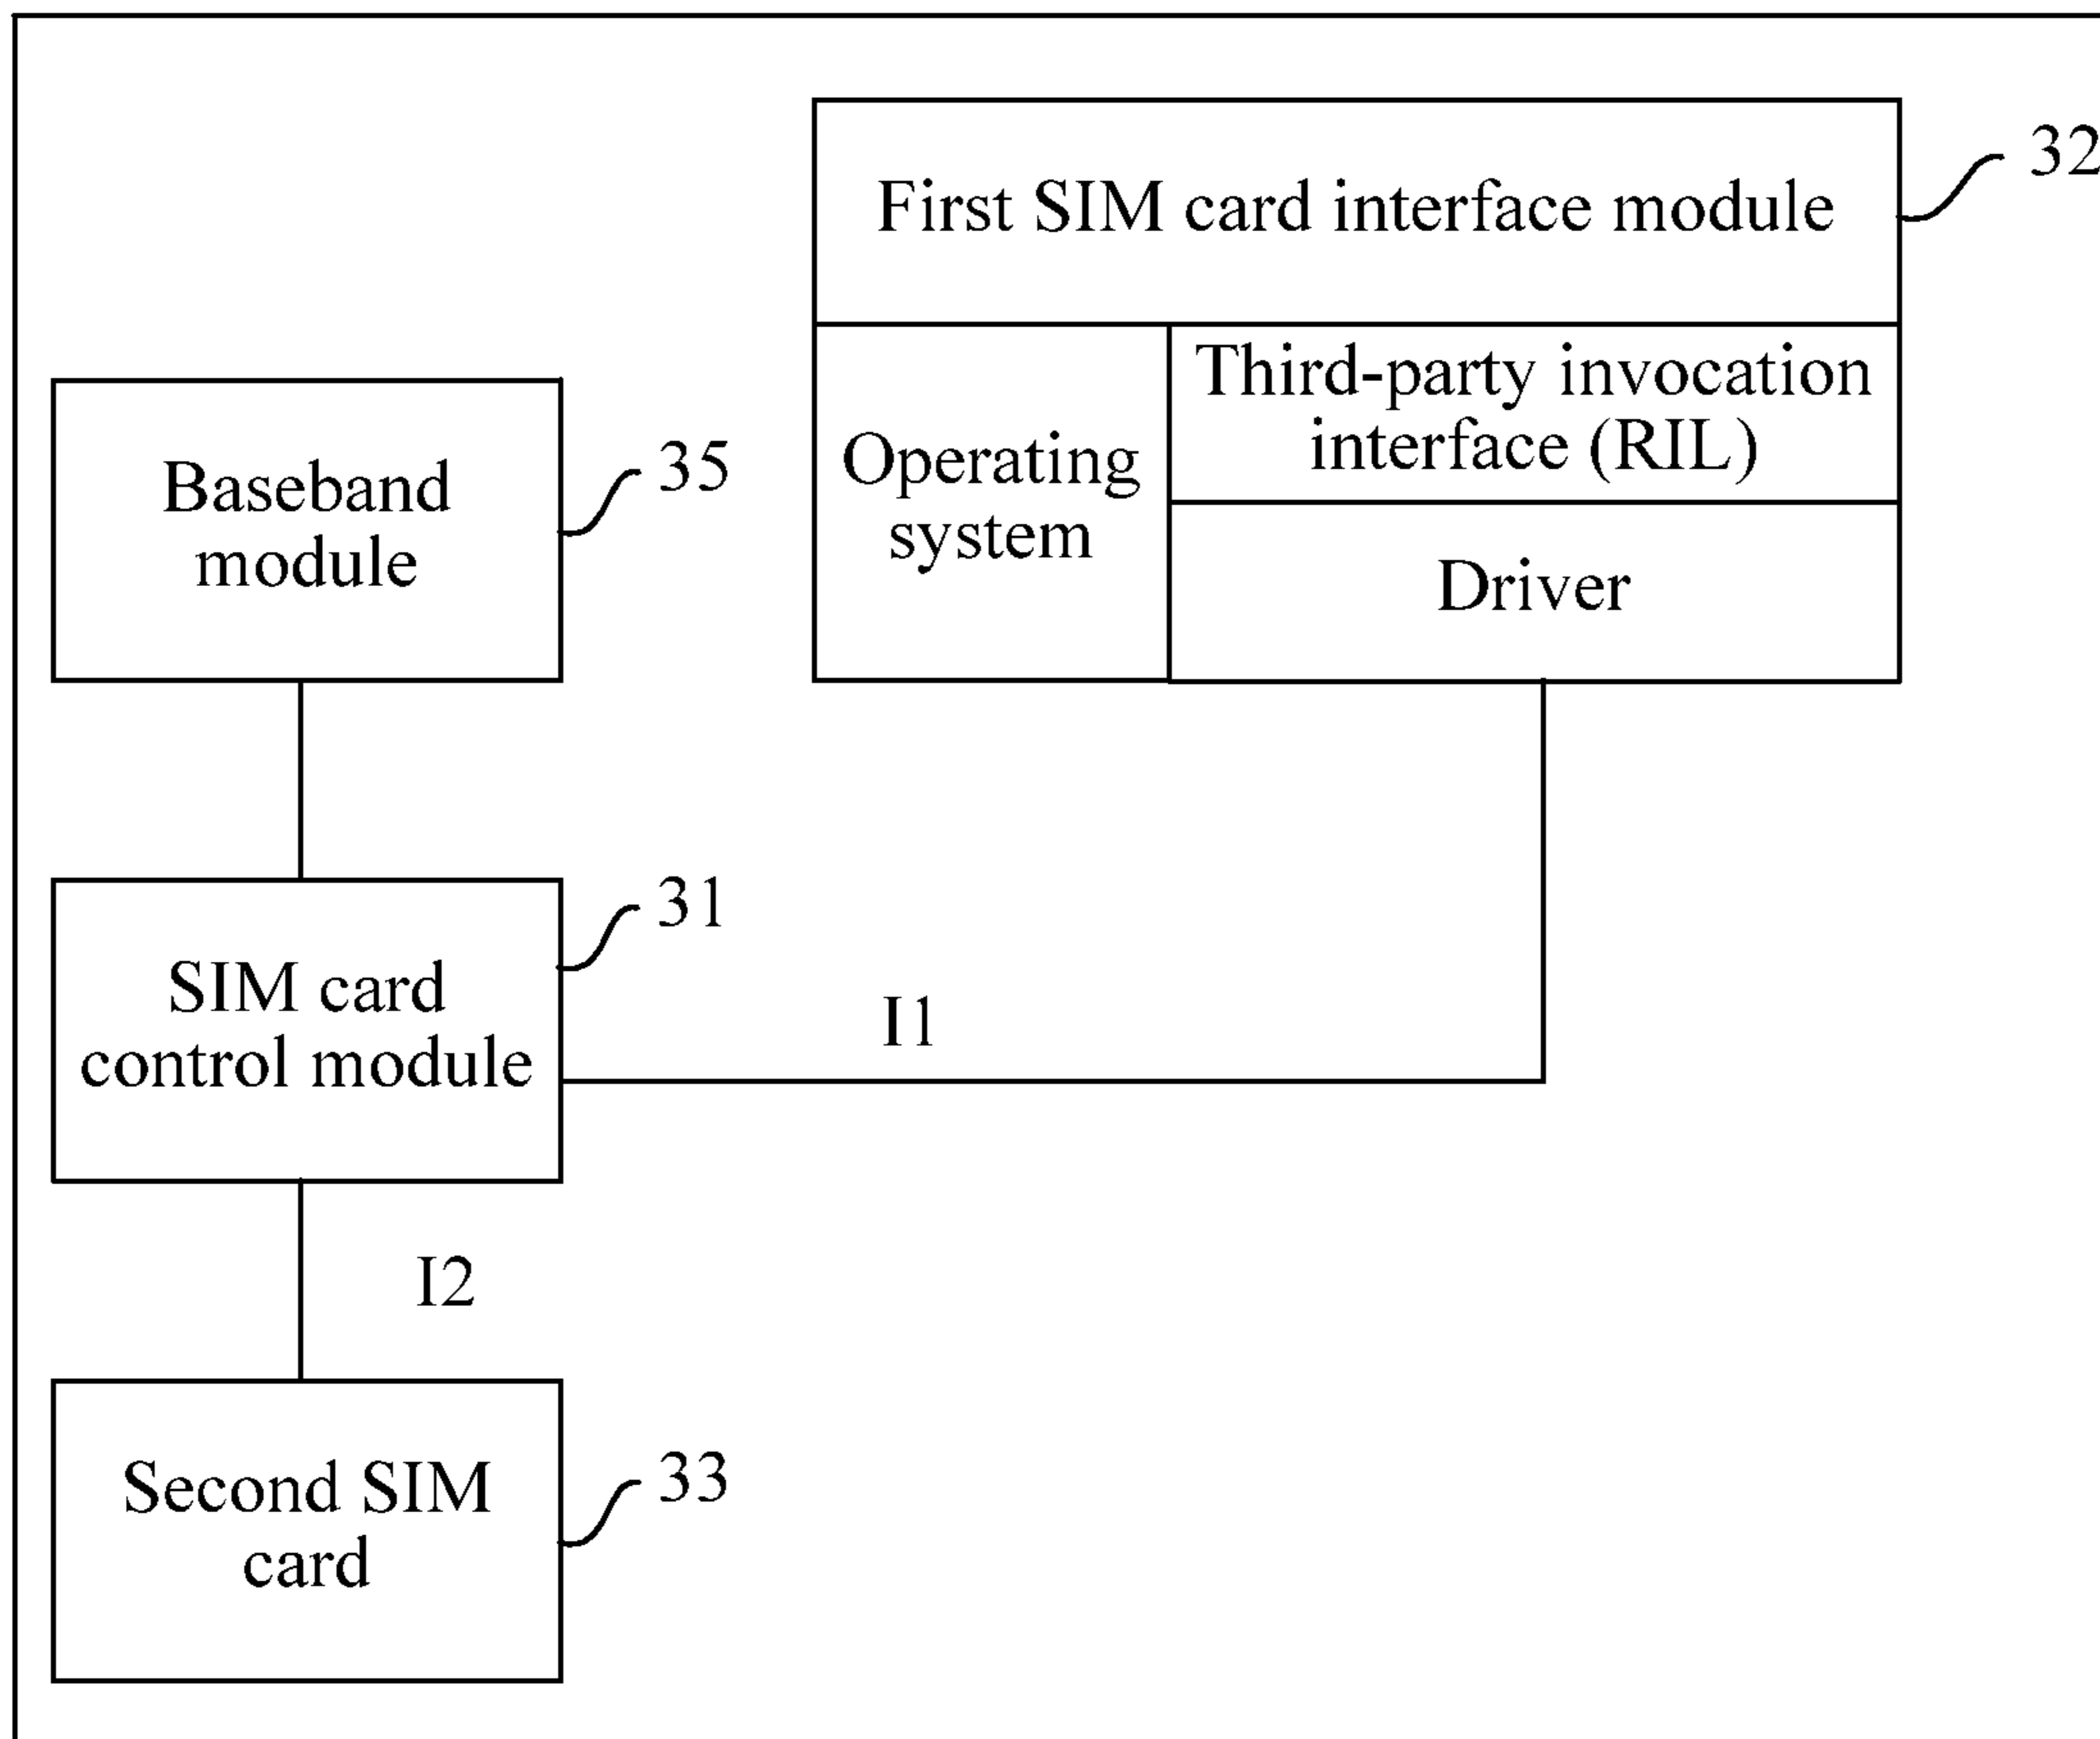 First SIM card interface module
32
Third-party invocation
interface (RIL)
Operating
system
Driver
Baseband
module
35
SIM card
control module
31
I1
I2
Second SIM
card
33